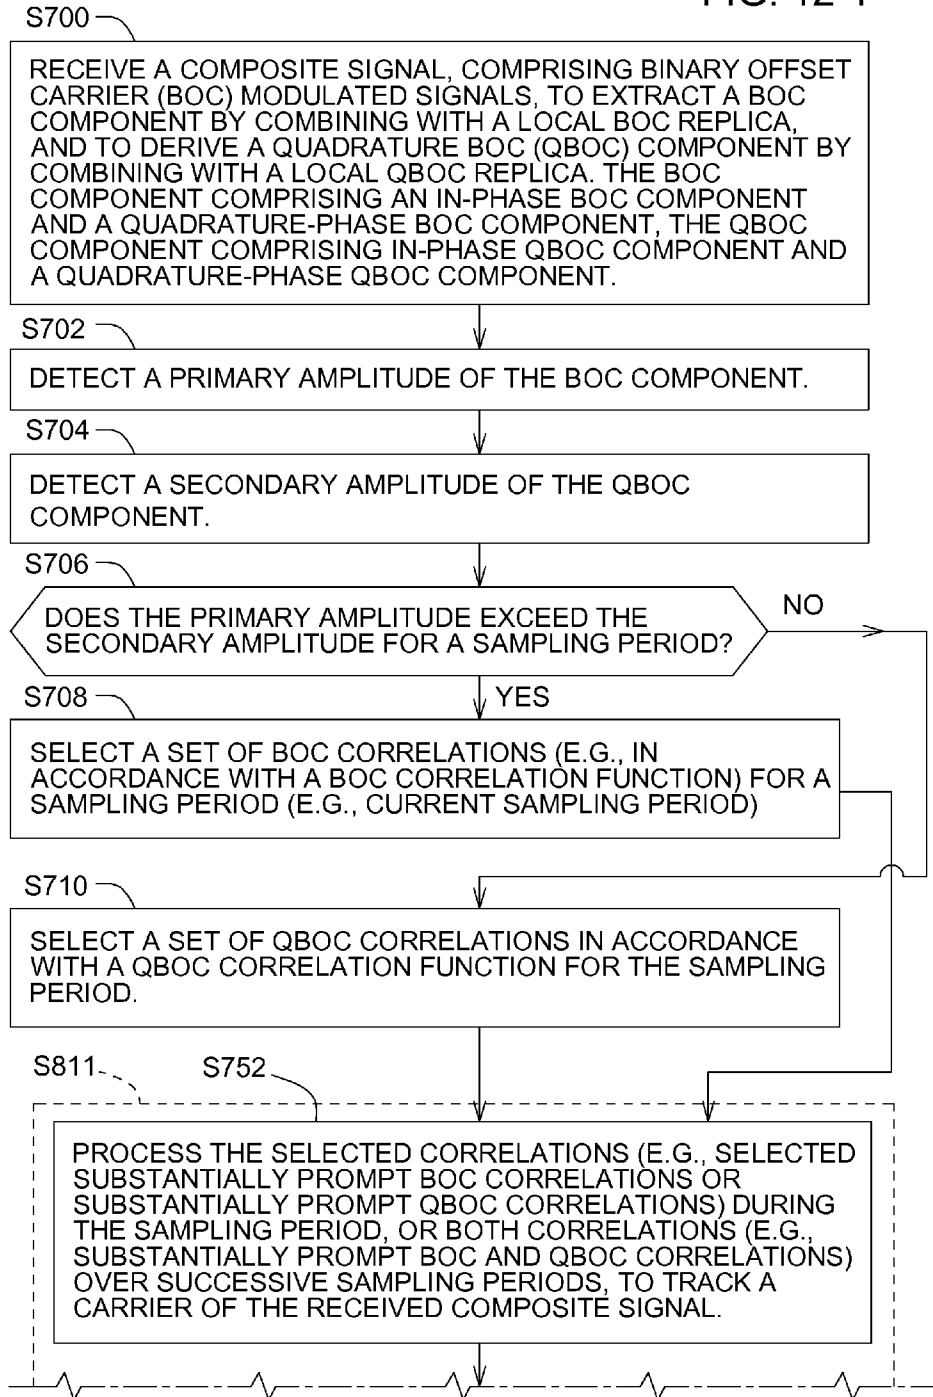 S700
RECEIVE A COMPOSITE SIGNAL, COMPRISING BINARY OFFSET
CARRIER (BOC) MODULATED SIGNALS, TO EXTRACT A BOC
COMPONENT BY COMBINING WITH A LOCAL BOC REPLICA,
AND TO DERIVE A QUADRATURE BOC (QBOC) COMPONENT BY
COMBINING WITH A LOCAL QBOC REPLICA. THE BOC
COMPONENT COMPRISING AN IN-PHASE BOC COMPONENT
AND A QUADRATURE-PHASE BOC COMPONENT, THE QBOC
COMPONENT COMPRISING IN-PHASE QBOC COMPONENT AND
A QUADRATURE-PHASE QBOC COMPONENT.
S702
DETECT A PRIMARY AMPLITUDE OF THE BOC COMPONENT.
S704
DETECT A SECONDARY AMPLITUDE OF THE QBOC
COMPONENT.
S706
DOES THE PRIMARY AMPLITUDE EXCEED THE
SECONDARY AMPLITUDE FOR A SAMPLING PERIOD?
NO
YES
S708
SELECT A SET OF BOC CORRELATIONS (E.G., IN
ACCORDANCE WITH A BOC CORRELATION FUNCTION) FOR A
SAMPLING PERIOD (E.G., CURRENT SAMPLING PERIOD)
S710
SELECT A SET OF QBOC CORRELATIONS IN ACCORDANCE
WITH A QBOC CORRELATION FUNCTION FOR THE SAMPLING
PERIOD.
S811
S752
PROCESS THE SELECTED CORRELATIONS (E.G., SELECTED
SUBSTANTIALLY PROMPT BOC CORRELATIONS OR
SUBSTANTIALLY PROMPT QBOC CORRELATIONS) DURING
THE SAMPLING PERIOD, OR BOTH CORRELATIONS (E.G.,
SUBSTANTIALLY PROMPT BOC AND QBOC CORRELATIONS)
OVER SUCCESSIVE SAMPLING PERIODS, TO TRACK A
CARRIER OF THE RECEIVED COMPOSITE SIGNAL.